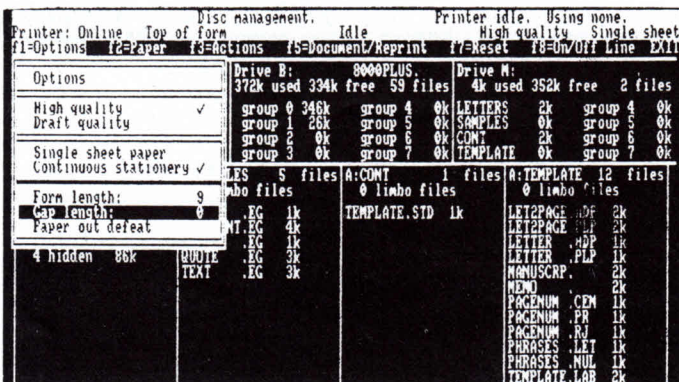 Disc management. Printer idle. Using none.
Printer: Online Top of form Idle High quality Single sheet
f1=Options f2=Paper f3=Actions f5=Document/Reprint f7=Reset f8=On/Off Line EXIT
Options
High quality ✓
Draft quality
Single sheet paper
Continuous stationery ✓
Form length: 9
Gap length: 0
Paper out defeat
4 hidden 86k
Drive B: 8000PLUS.
372k used 334k free 59 files
group 0 346k group 4 0k
group 1 26k group 5 0k
group 2 0k group 6 0k
group 3 0k group 7 0k
Drive M:
4k used 352k free 2 files
LETTERS 2k group 4 0k
SAMPLES 0k group 5 0k
CONT 2k group 6 0k
TEMPLATE 0k group 7 0k
LES 5 files
mbo files
.EG 1k
NT.EG 4k
.EG 1k
QUOTE .EG 3k
TEXT .EG 3k
A:CONT 1 files
0 limbo files
TEMPLATE.STD 1k
A:TEMPLATE 12 files
0 limbo files
LET2PAGE.MDP 2k
LET2PAGE.PLP 2k
LETTER .MDP 1k
LETTER .PLP 1k
MANUSCRP. 2k
MEMO . 2k
PAGENUM .CEN 1k
PAGENUM .PR 1k
PAGENUM .RJ 1k
PHRASES .LET 1k
PHRASES .NUL 1k
TEMPLATE.LAB 2k